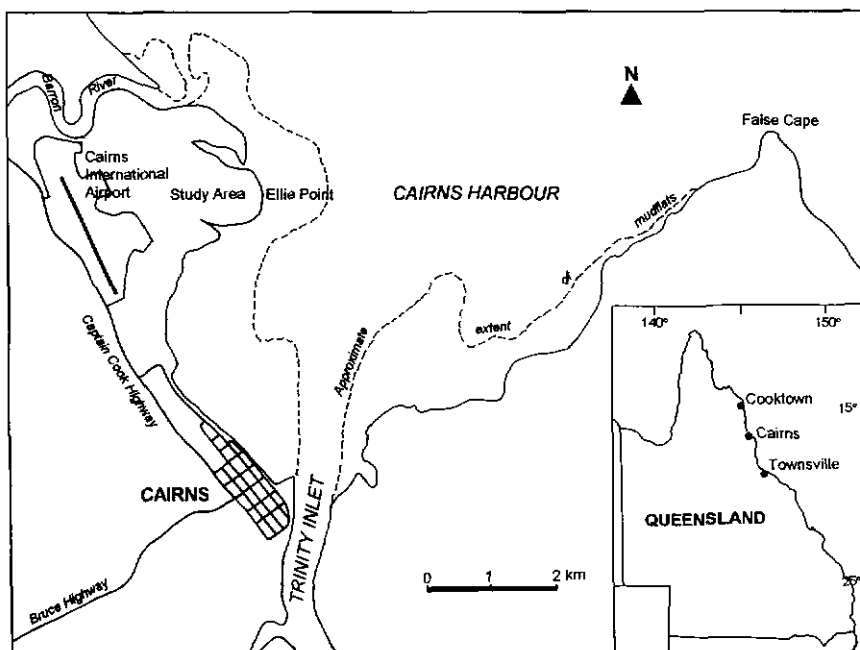 Barron
River
N
False Cape
Cairns
International
Airport
Study Area
Ellie Point
CAIRNS HARBOUR
mudflats
of
extent
Approximate
Captain Cook Highway
CAIRNS
TRINITY INLET
Bruce Highway
0 1 2 km
140° 150°
Cooktown
15°
Cairns
Townsville
QUEENSLAND
25°